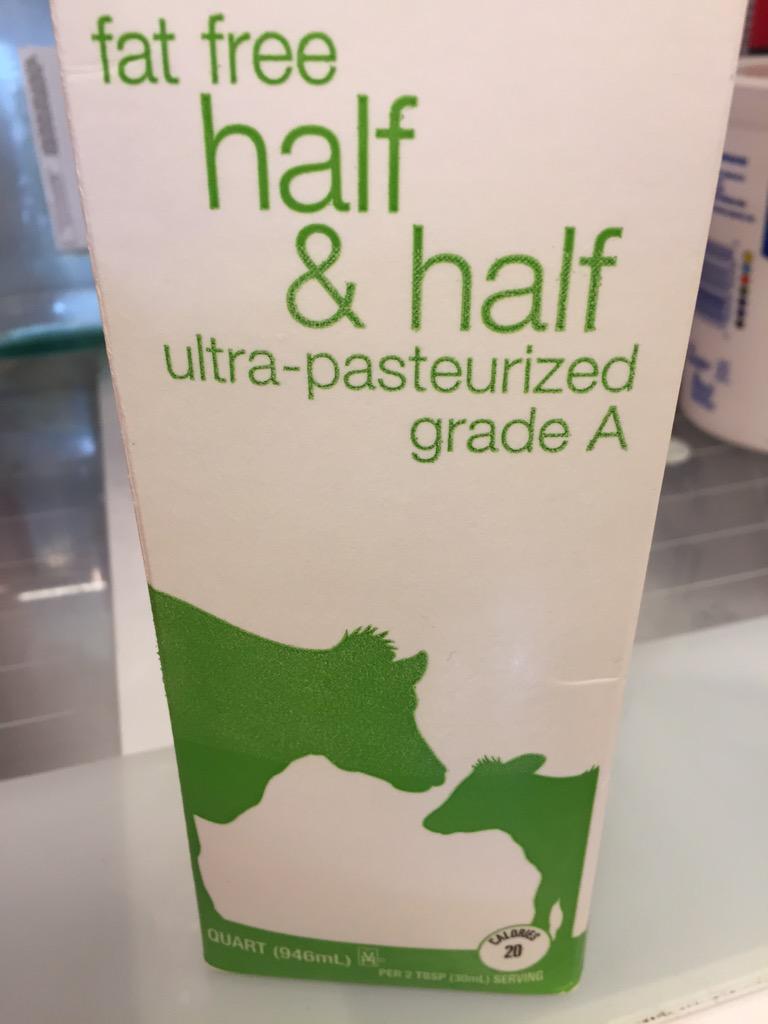 fat free
half
& half
ultra-pasteurized
grade A
CALORIES
20
QUART (946mL)
PER 2 TBSP (30mL) SERVING